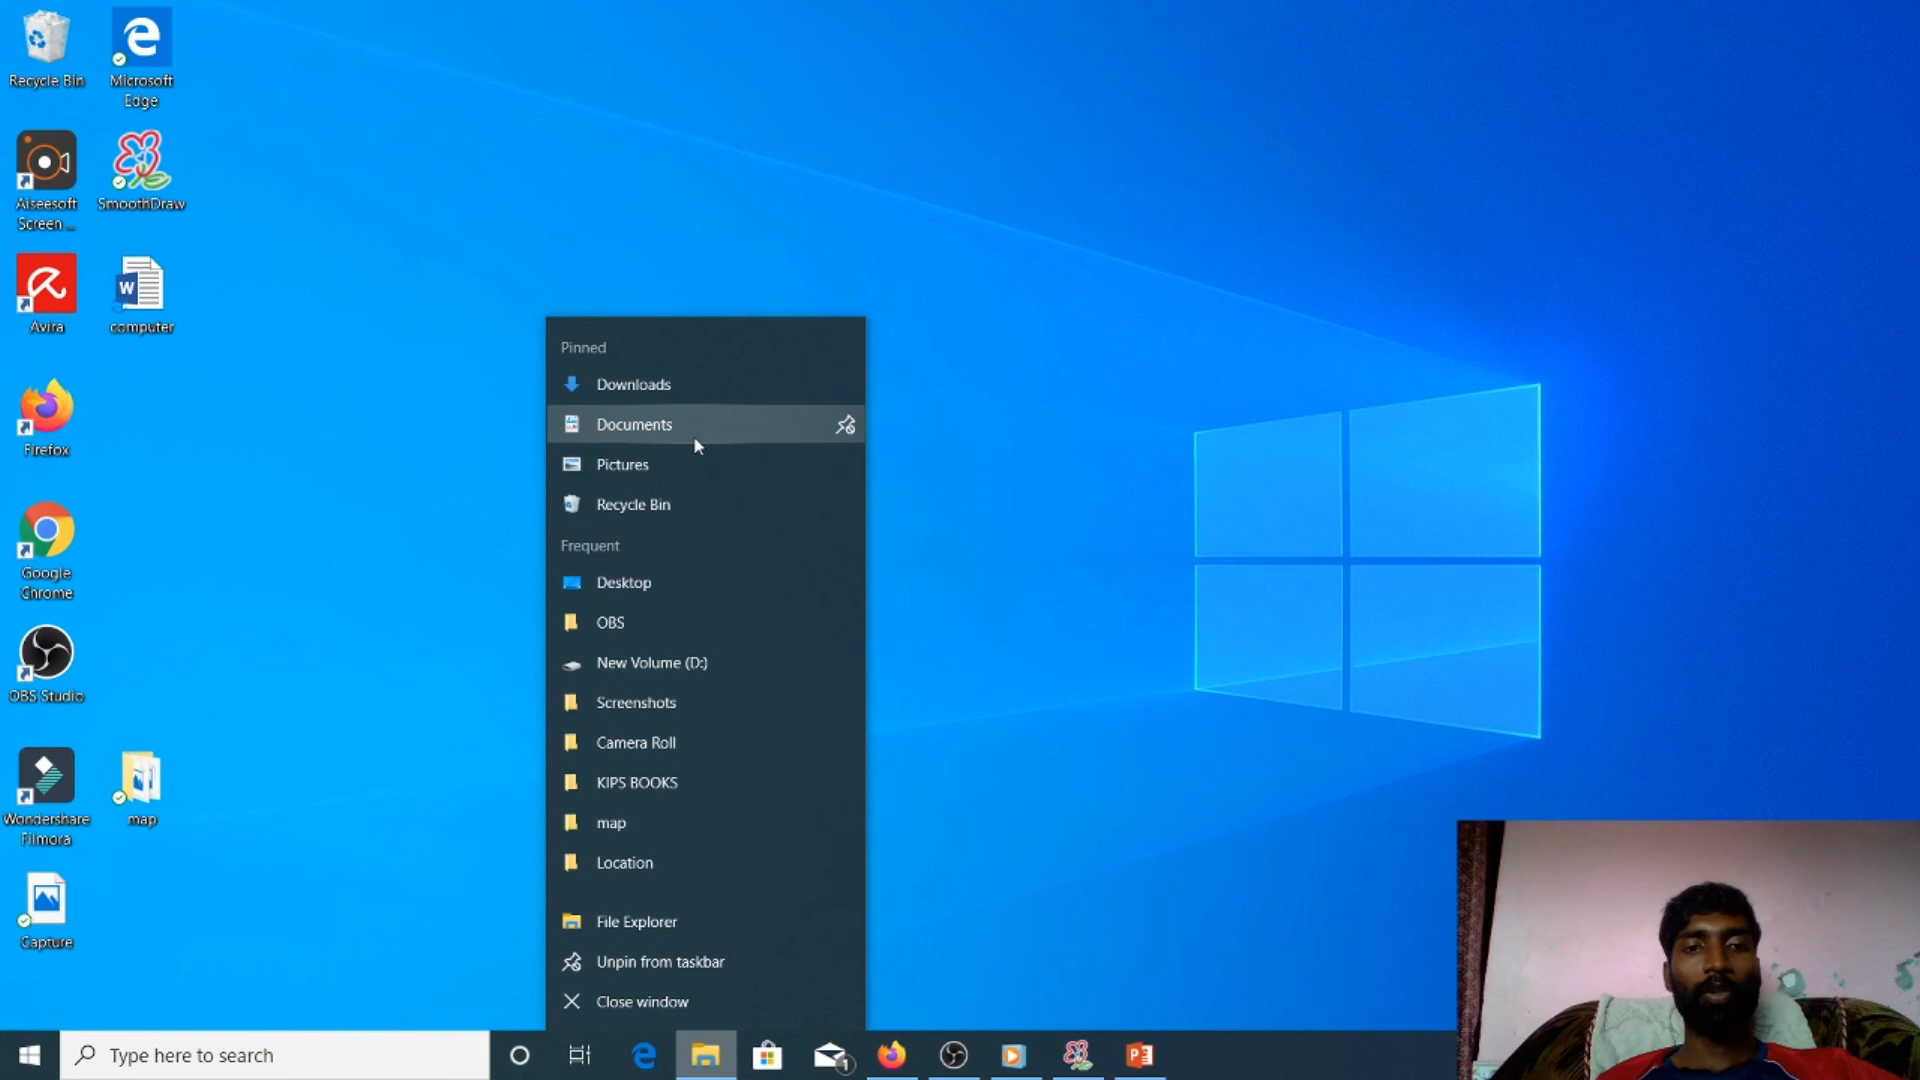 Recycle Bin
Microsoft
Edge
Aiseesoft
Screen ...
SmoothDraw
Avira
computer
Firefox
Google
Chrome
OBS Studio
Wondershare
Filmora
map
Capture
Pinned
Downloads
Documents
Pictures
Recycle Bin
Frequent
Desktop
OBS
New Volume (D:)
Screenshots
Camera Roll
KIPS BOOKS
map
Location
File Explorer
Unpin from taskbar
Close window
Type here to search
1